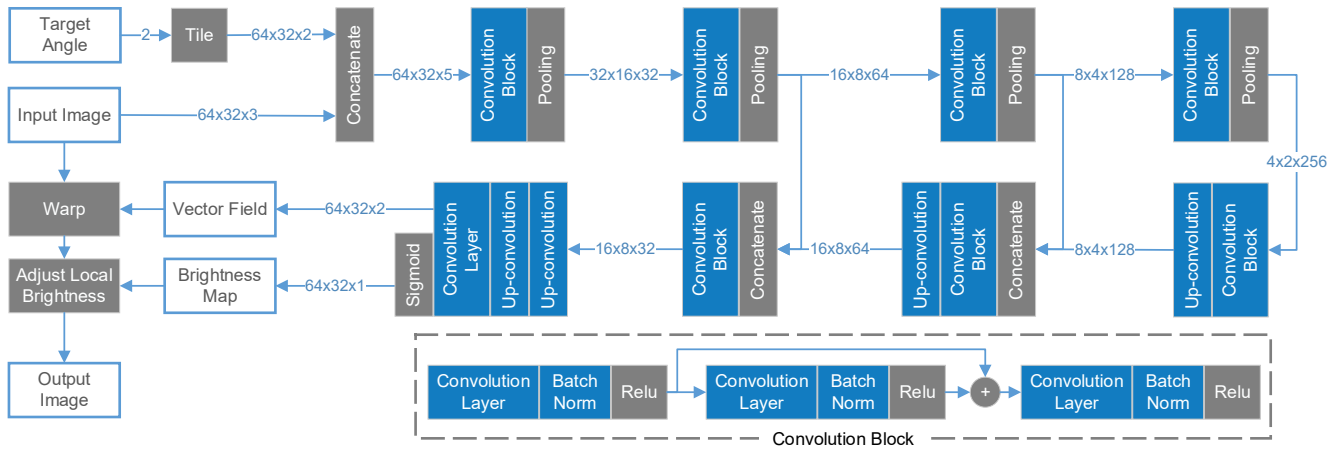 Target
Angle
2
Tile
64x32x2
Concatenate
64x32x5
Convolution
Block
Pooling
32x16x32
Convolution
Block
Pooling
16x8x64
Convolution
Block
Pooling
8x4x128
Convolution
Block
Pooling
Input Image
64x32x3
4x2x256
Warp
Vector Field
64x32x2
Convolution
Layer
Up-convolution
Up-convolution
16x8x32
Convolution
Block
Concatenate
16x8x64
Up-convolution
Convolution
Block
Concatenate
8x4x128
Up-convolution
Convolution
Block
Adjust Local
Brightness
Brightness
Map
64x32x1
Sigmoid
Output
Image
Convolution
Layer
Batch
Norm
Relu
Convolution
Layer
Batch
Norm
Relu
+
Convolution
Layer
Batch
Norm
Relu
Convolution Block